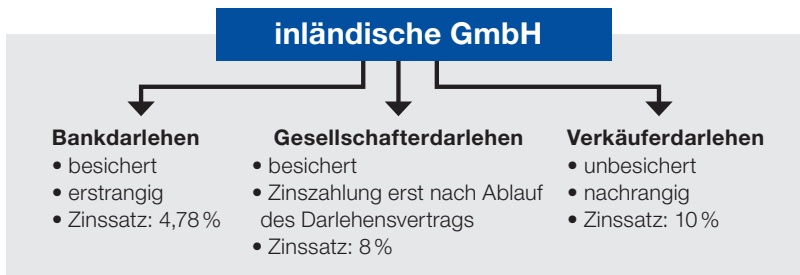 inländische GmbH
Bankdarlehen
• besichert
• erstrangig
• Zinssatz: 4,78 %
Gesellschafterdarlehen
• besichert
• Zinszahlung erst nach Ablauf
des Darlehensvertrags
• Zinssatz: 8 %
Verkäuferdarlehen
• unbesichert
• nachrangig
• Zinssatz: 10 %